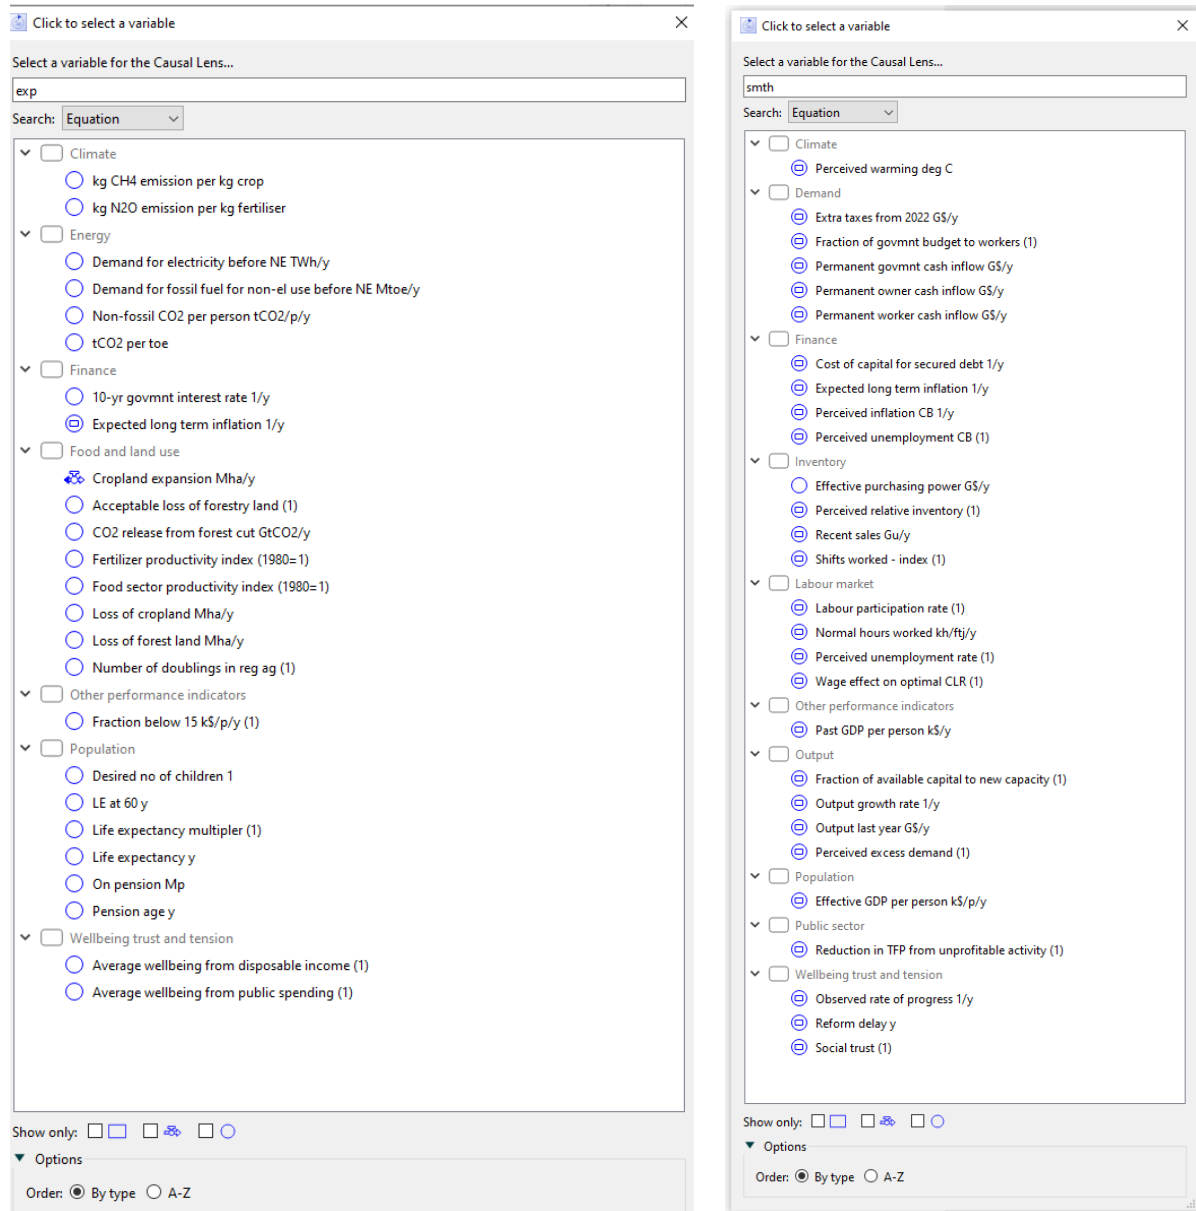 Click to select a variable
Select a variable for the Causal Lens...
exp
Search: Equation
Climate
kg CH4 emission per kg crop
kg N2O emission per kg fertiliser
Energy
Demand for electricity before NE TWh/y
Demand for fossil fuel for non-el use before NE Mtoe/y
Non-fossil CO2 per person tCO2/p/y
tCO2 per toe
Finance
10-yr govmnt interest rate 1/y
Expected long term inflation 1/y
Food and land use
Cropland expansion Mha/y
Acceptable loss of forestry land (1)
CO2 release from forest cut GtCO2/y
Fertilizer productivity index (1980=1)
Food sector productivity index (1980=1)
Loss of cropland Mha/y
Loss of forest land Mha/y
Number of doublings in reg ag (1)
Other performance indicators
Fraction below 15 k$/p/y (1)
Population
Desired no of children 1
LE at 60 y
Life expectancy multipler (1)
Life expectancy y
On pension Mp
Pension age y
Wellbeing trust and tension
Average wellbeing from disposable income (1)
Average wellbeing from public spending (1)
Show only:
Options
Order: By type A-Z
Click to select a variable
Select a variable for the Causal Lens...
smth
Search: Equation
Climate
Perceived warming deg C
Demand
Extra taxes from 2022 G$/y
Fraction of govmnt budget to workers (1)
Permanent govmnt cash inflow G$/y
Permanent owner cash inflow G$/y
Permanent worker cash inflow G$/y
Finance
Cost of capital for secured debt 1/y
Expected long term inflation 1/y
Perceived inflation CB 1/y
Perceived unemployment CB (1)
Inventory
Effective purchasing power G$/y
Perceived relative inventory (1)
Recent sales Gu/y
Shifts worked - index (1)
Labour market
Labour participation rate (1)
Normal hours worked kh/ftj/y
Perceived unemployment rate (1)
Wage effect on optimal CLR (1)
Other performance indicators
Past GDP per person k$/y
Output
Fraction of available capital to new capacity (1)
Output growth rate 1/y
Output last year G$/y
Perceived excess demand (1)
Population
Effective GDP per person k$/p/y
Public sector
Reduction in TFP from unprofitable activity (1)
Wellbeing trust and tension
Observed rate of progress 1/y
Reform delay y
Social trust (1)
Show only:
Options
Order: By type A-Z